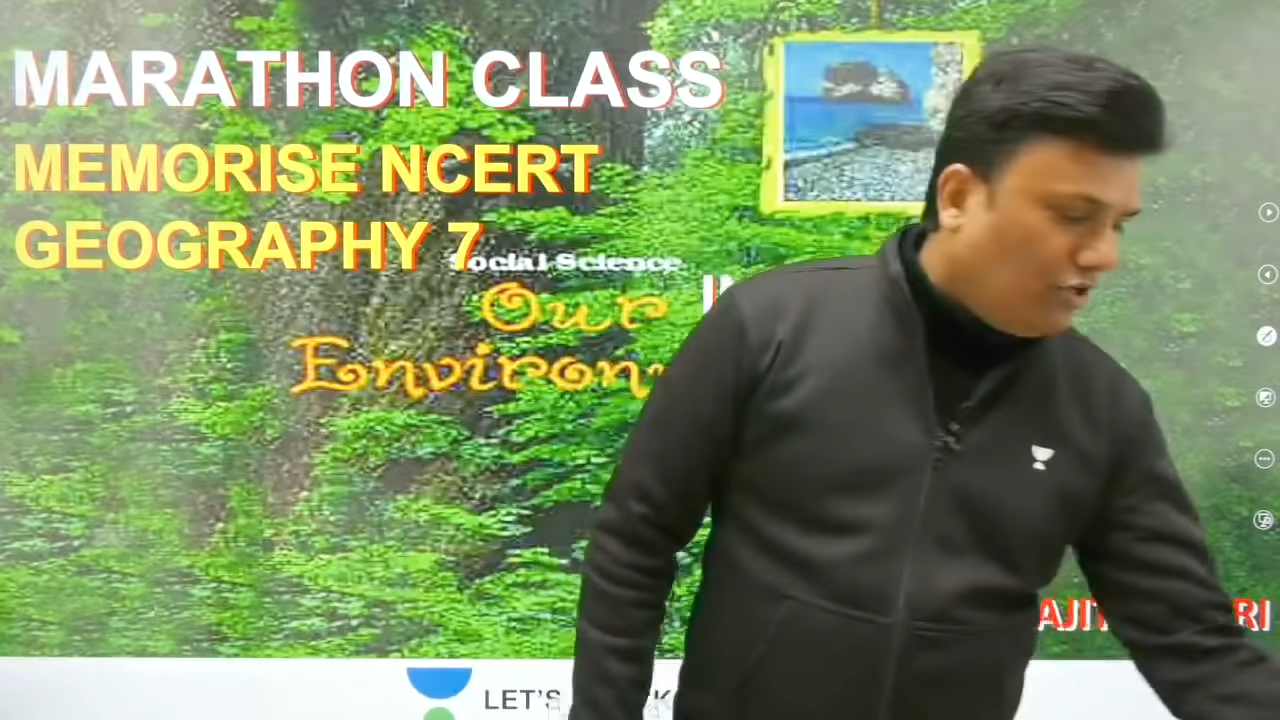 MARATHON CLASS
MEMORISE NCERT
GEOGRAPHY 7
Social Science
Our
LET'S